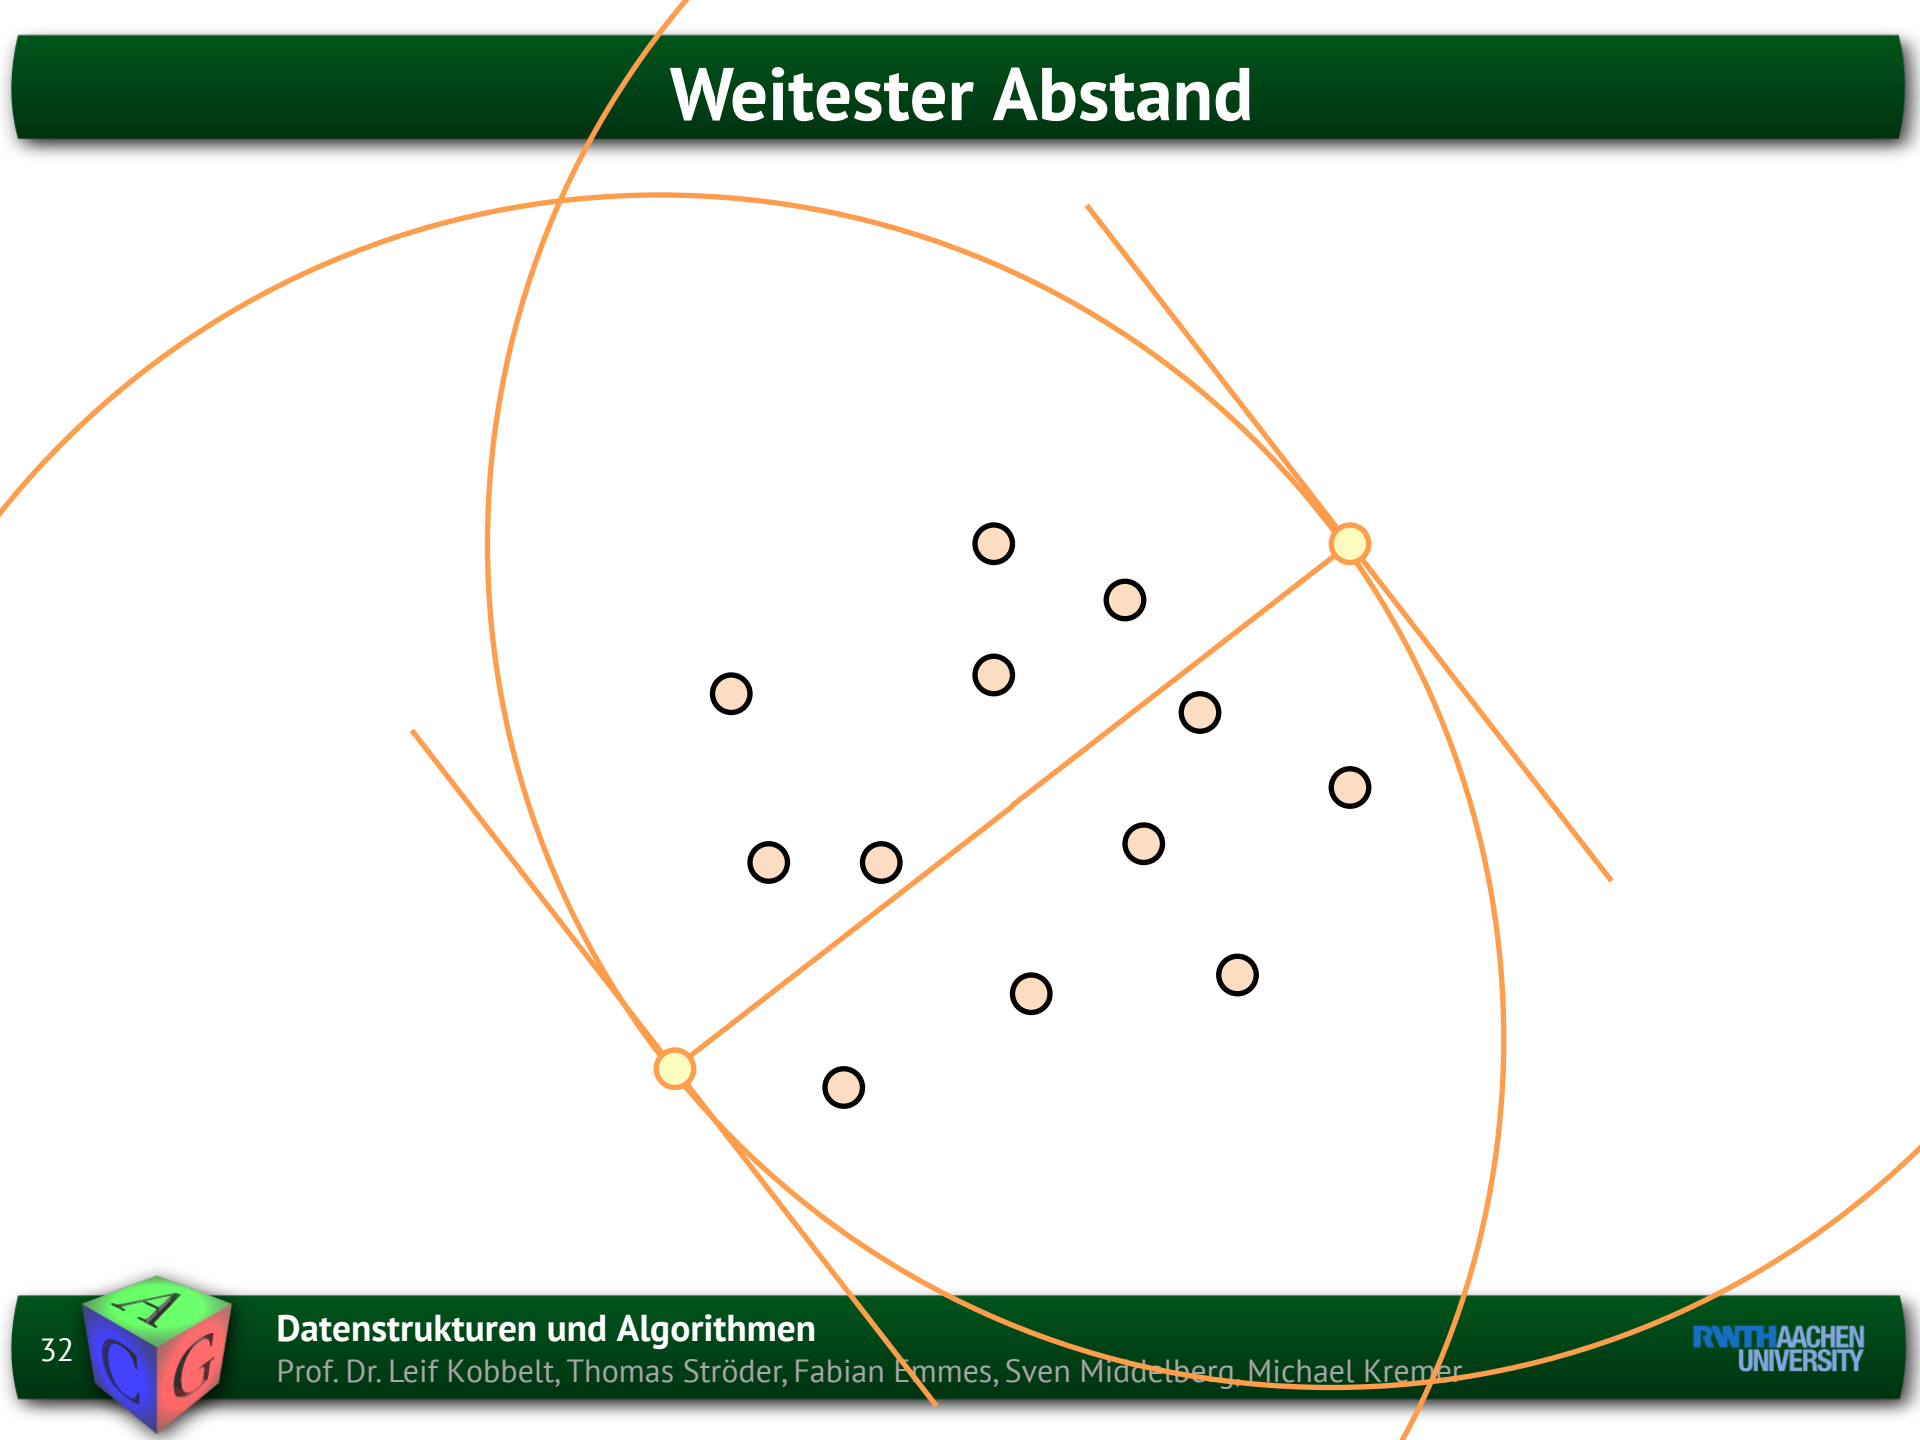 Weitester Abstand
32
A
C
G
Datenstrukturen und Algorithmen
Prof. Dr. Leif Kobbelt, Thomas Ströder, Fabian Emmes, Sven Middelberg, Michael Kremer
RWTHAACHEN
UNIVERSITY